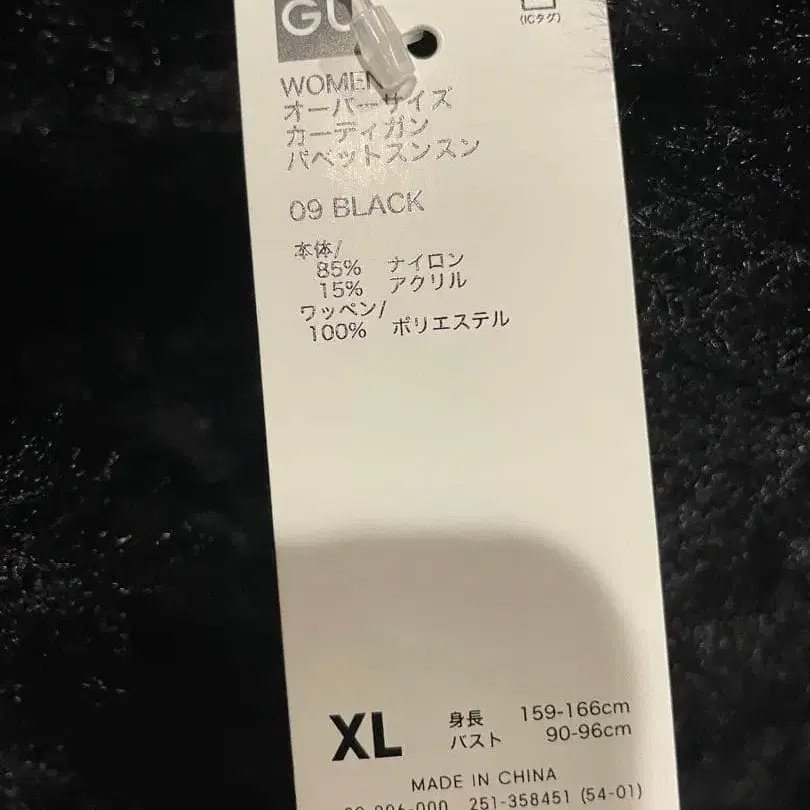 GU
(ICタグ)
WOMEN
オーバーサイズ
カーディガン
パペットスンスン
09 BLACK
本体/
85% ナイロン
15% アクリル
ワッペン/
100% ポリエステル
XL 身長 159-166cm
バスト 90-96cm
MADE IN CHINA
251-358451 (54-01)